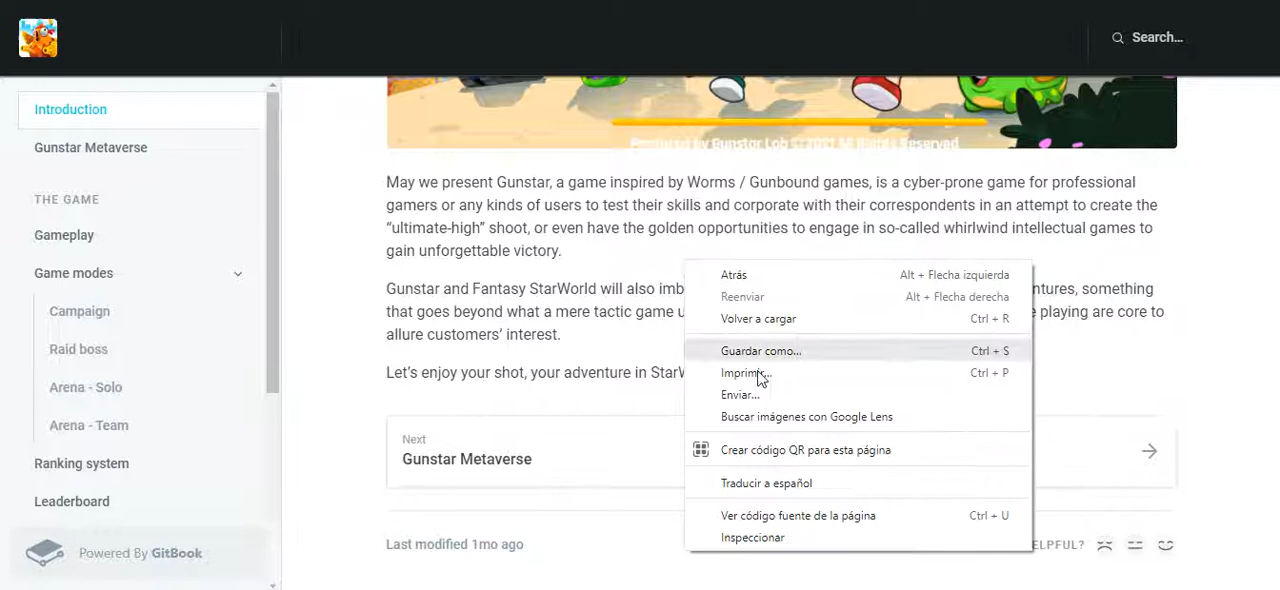 Search...
Introduction
Gunstar Metaverse
THE GAME
Gameplay
Game modes
Campaign
Raid boss
Arena - Solo
Arena - Team
Ranking system
Leaderboard
Powered By GitBook
Gunstar Lab © 2021 All Rights Reserved
May we present Gunstar, a game inspired by Worms / Gunbound games, is a cyber-prone game for professional
gamers or any kinds of users to test their skills and corporate with their correspondents in an attempt to create the
“ultimate-high” shoot, or even have the golden opportunities to engage in so-called whirlwind intellectual games to
gain unforgettable victory.
Gunstar and Fantasy StarWorld will also imb
ntures, something
that goes beyond what a mere tactic game u
playing are core to
allure customers’ interest.
Let’s enjoy your shot, your adventure in StarW
Next
Gunstar Metaverse
Last modified 1mo ago
ELPFUL?
Atrás Alt + Flecha izquierda
Reenviar Alt + Flecha derecha
Volver a cargar Ctrl + R
Guardar como... Ctrl + S
Imprimir... Ctrl + P
Enviar...
Buscar imágenes con Google Lens
Crear código QR para esta página
Traducir a español
Ver código fuente de la página Ctrl + U
Inspeccionar